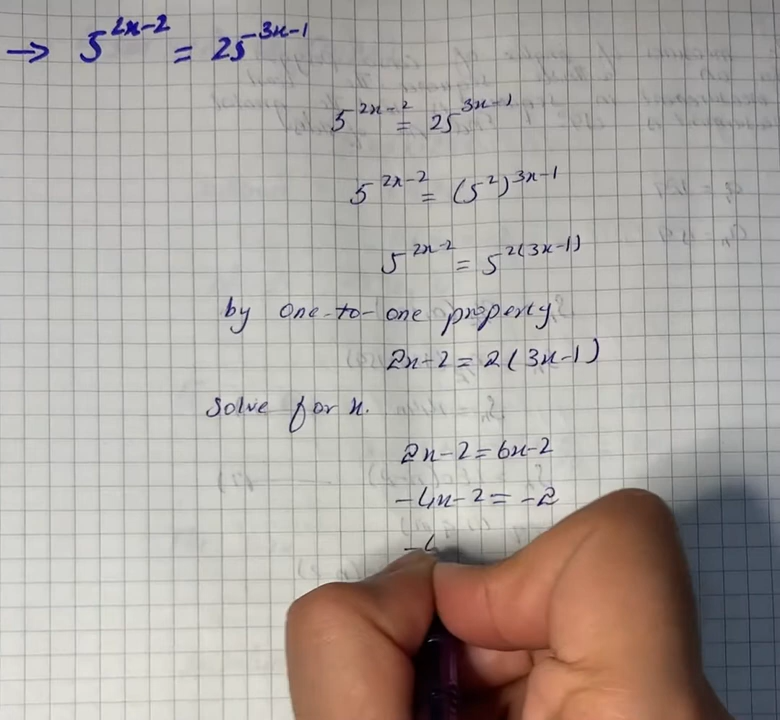 → 5^{2x-2} = 25^{-3x-1}
5^{2x-2} = 25^{3x-1}
5^{2x-2} = (5^2)^{3x-1}
5^{2x-2} = 5^{2(3x-1)}
by one-to-one property
2x-2 = 2(3x-1)
Solve for x.
2x-2 = 6x-2
-4x-2 = -2
-4